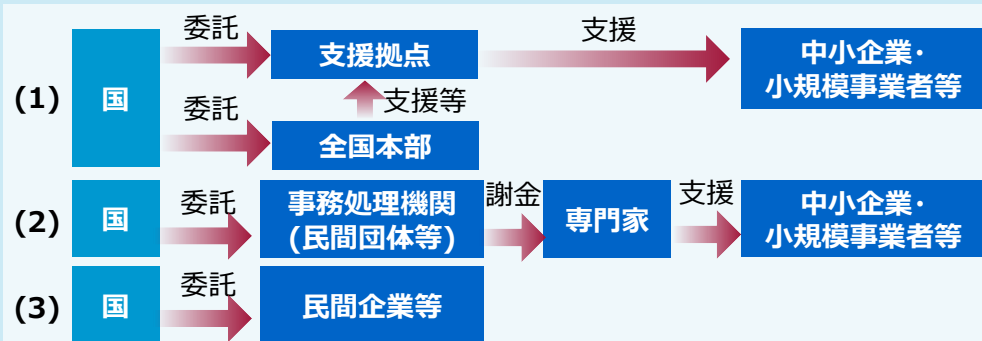 (1)
国
委託
委託
支援拠点
支援等
全国本部
支援
中小企業・
小規模事業者等
(2)
国
委託
事務処理機関
(民間団体等)
謝金
専門家
支援
中小企業・
小規模事業者等
(3)
国
委託
民間企業等